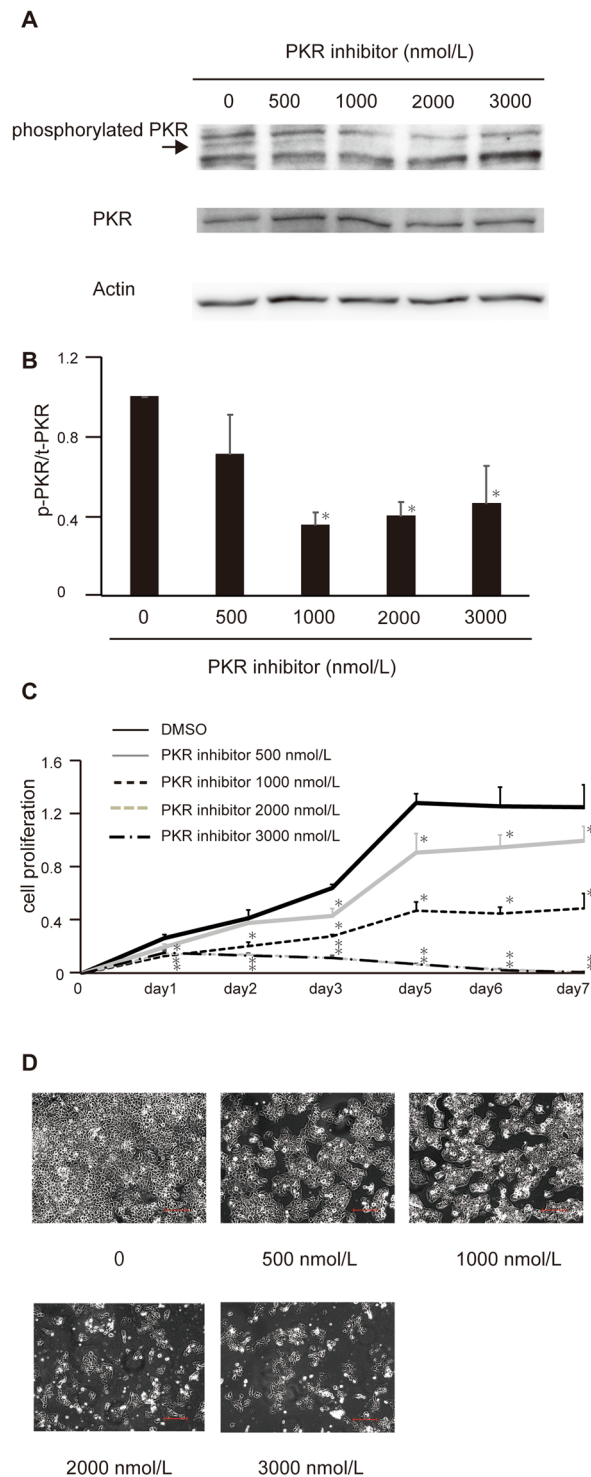 A
PKR inhibitor (nmol/L)
0 500 1000 2000 3000
phosphorylated PKR
PKR
Actin
B
1.2
0.8
0.4
0
p-PKR/t-PKR
*
*
*
0 500 1000 2000 3000
PKR inhibitor (nmol/L)
C
DMSO
PKR inhibitor 500 nmol/L
PKR inhibitor 1000 nmol/L
PKR inhibitor 2000 nmol/L
PKR inhibitor 3000 nmol/L
1.6
1.2
0.8
0.4
0
cell proliferation
0 day1 day2 day3 day5 day6 day7
D
0 500 nmol/L 1000 nmol/L
2000 nmol/L 3000 nmol/L